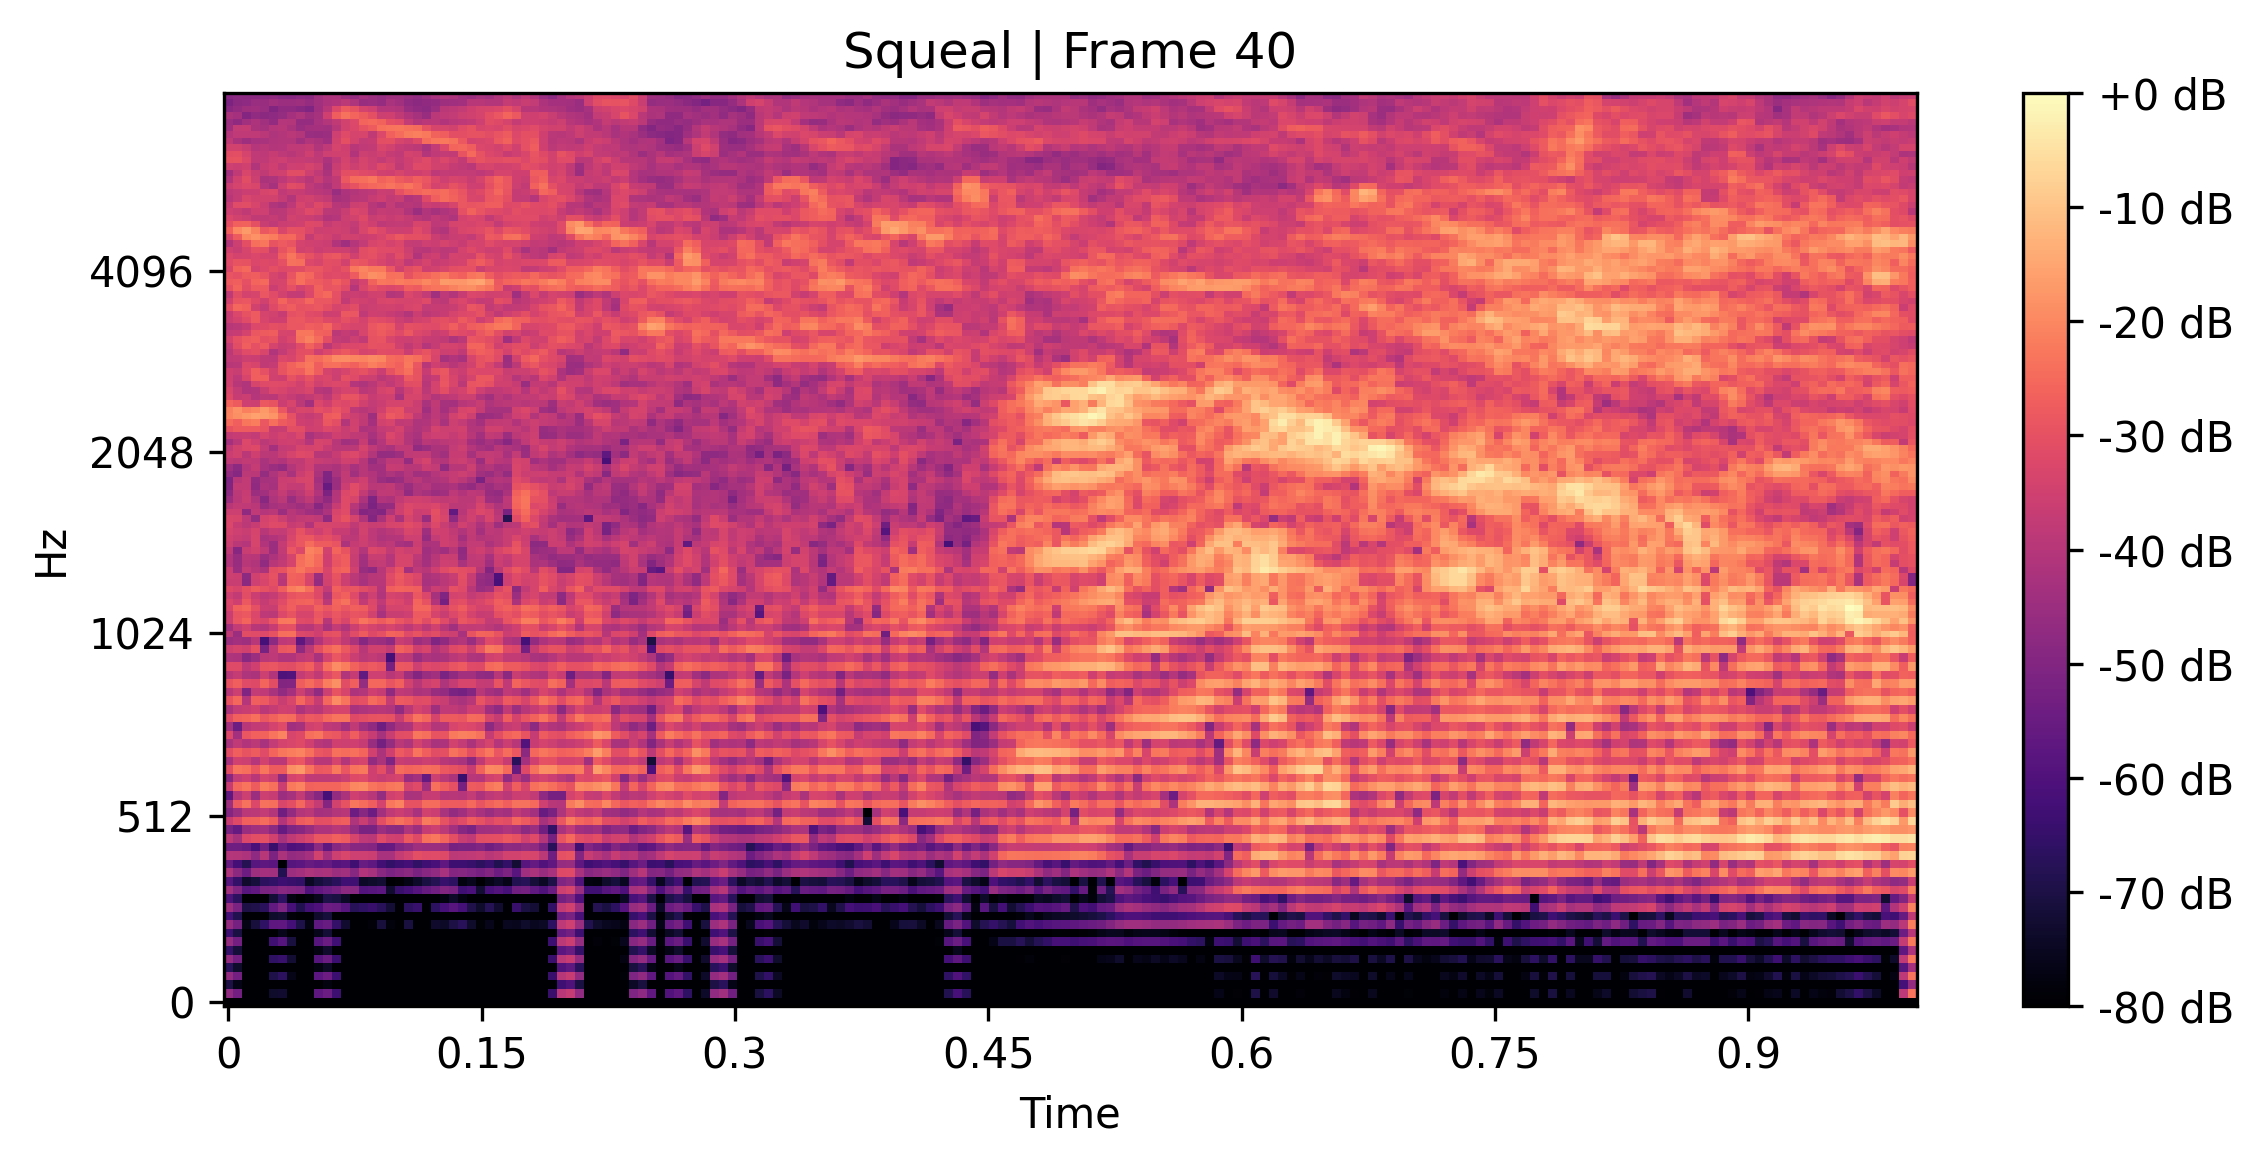 Squeal | Frame 40
+0 dB
-10 dB
-20 dB
-30 dB
-40 dB
-50 dB
-60 dB
-70 dB
-80 dB
Hz
4096
2048
1024
512
0
0 0.15 0.3 0.45 0.6 0.75 0.9
Time